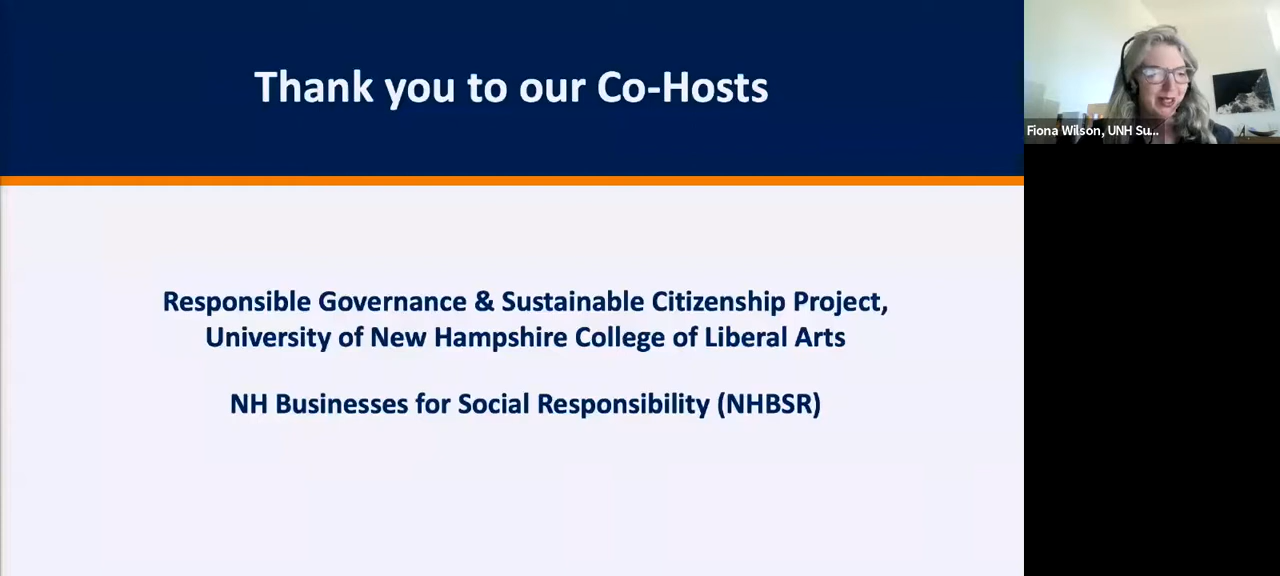 Thank you to our Co-Hosts
Fiona Wilson, UNH Su...
Responsible Governance & Sustainable Citizenship Project,
University of New Hampshire College of Liberal Arts
NH Businesses for Social Responsibility (NHBSR)